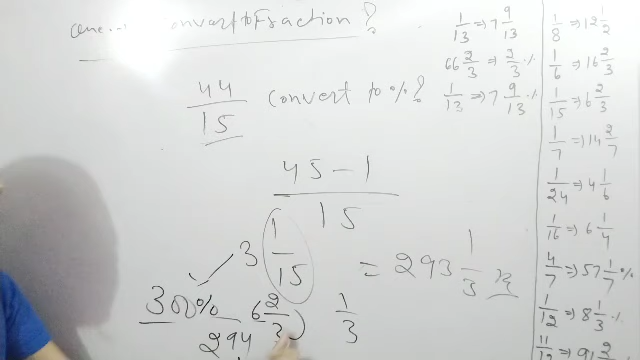 convert to Fraction ?
44/15 convert to %?
45-1/15
3 1/15 = 293 1/3
300% 6 2/3) 1/3
294
1/13 => 7 9/13
66 2/3 => 2/3 %
1/13 => 7 9/13 %
1/8 => 12 1/2
1/6 => 16 2/3
1/15 => 6 2/3
1/7 => 14 2/7
1/24 => 4 1/6
1/16 => 6 1/4
4/7 => 57 1/7 %
1/12 => 8 1/3 %
11/12 => 91 2